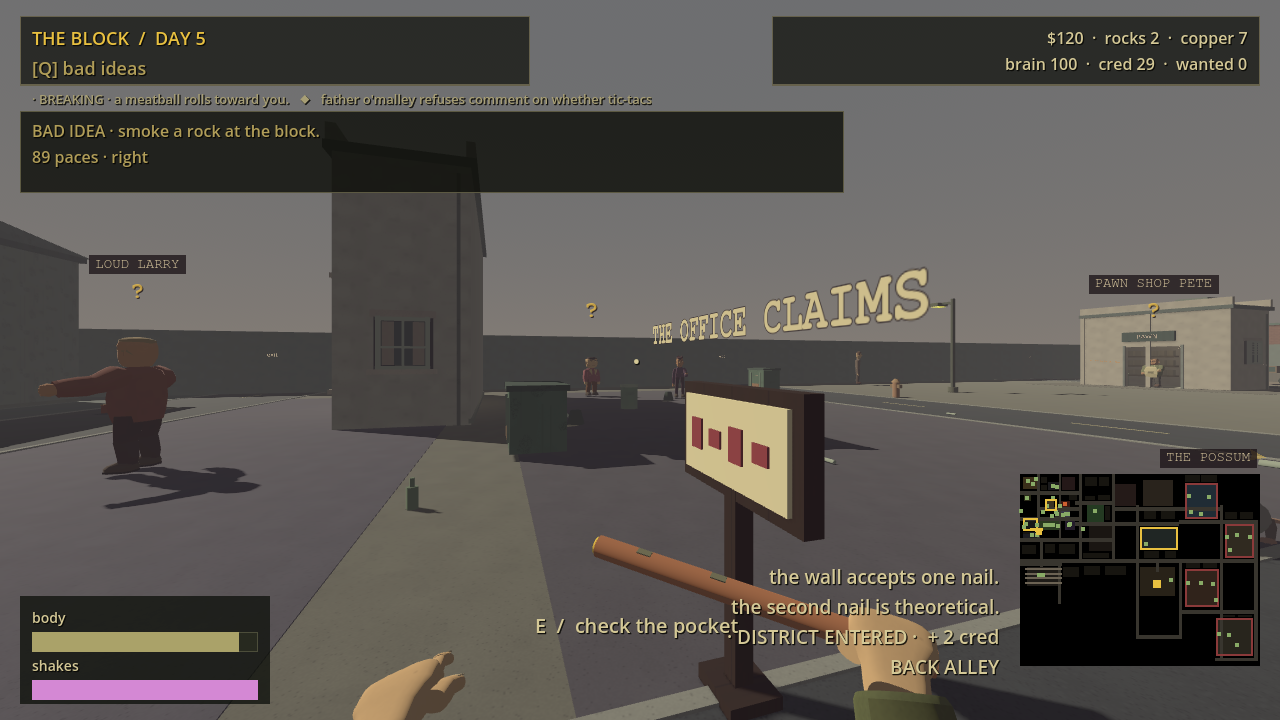 THE BLOCK / DAY 5
[Q] bad ideas
$120 · rocks 2 · copper 7
brain 100 · cred 29 · wanted 0
· BREAKING · a meatball rolls toward you. ◆ father o'malley refuses comment on whether tic-tacs
BAD IDEA · smoke a rock at the block.
89 paces · right
LOUD LARRY
?
?
THE OFFICE CLAIMS
PAWN SHOP PETE
?
PAWN
exit
THE POSSUM
the wall accepts one nail.
the second nail is theoretical.
E / check the pocket
· DISTRICT ENTERED · + 2 cred
BACK ALLEY
body
shakes